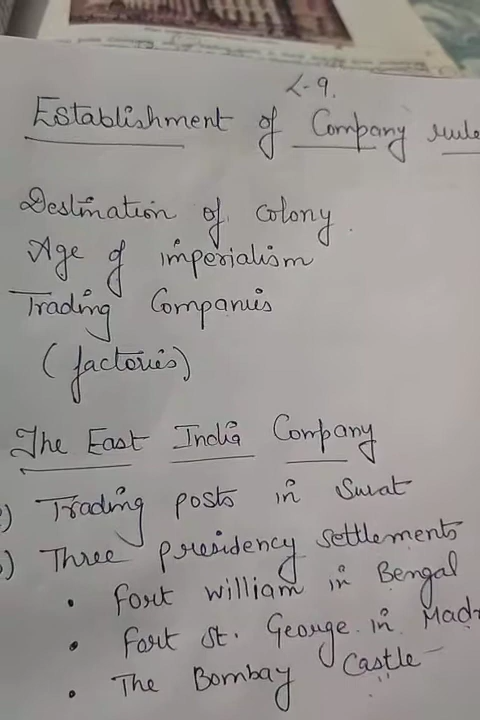 L-9.
Establishment of Company rule
Destination of colony.
Age of imperialism
Trading Companies
(factories)
The East India Company
) Trading posts in Surat
) Three presidency settlements
• Fort william in Bengal
• Fort St. George in Mad
• The Bombay Castle